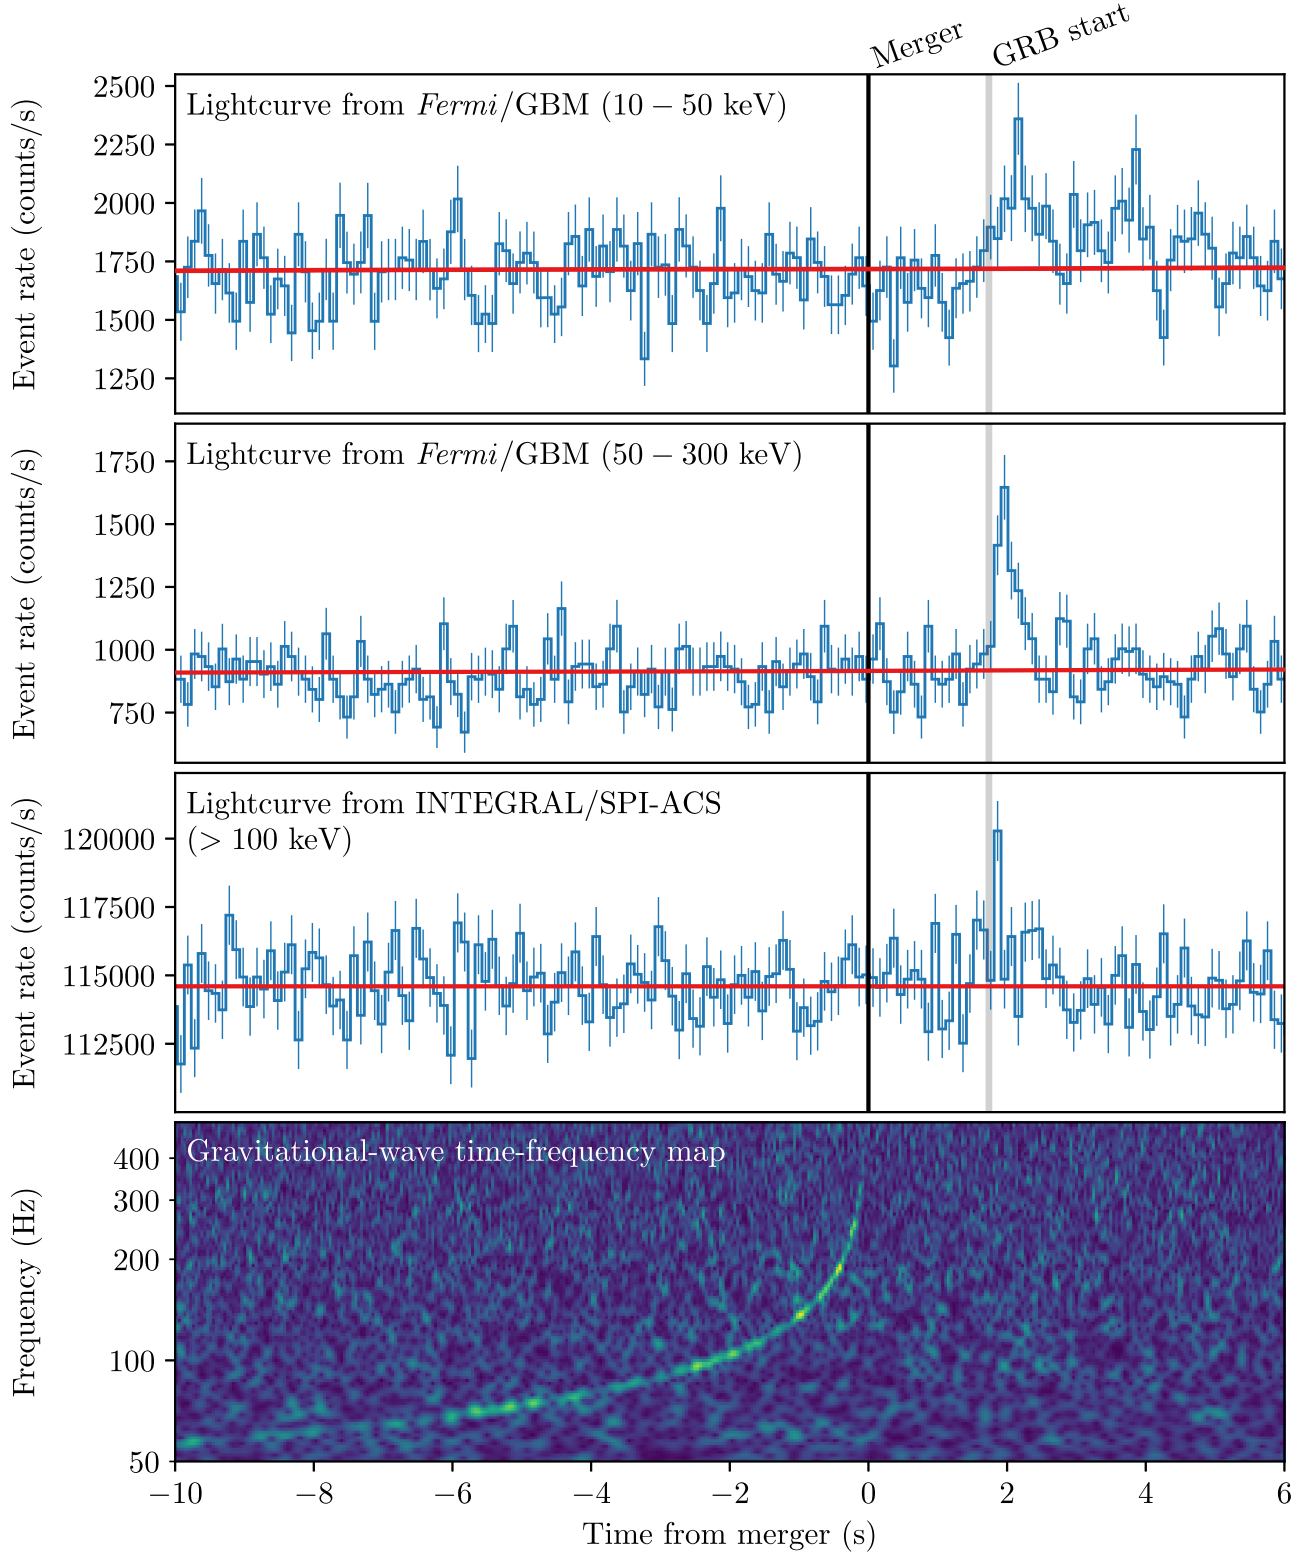 Merger
GRB start
Lightcurve from Fermi/GBM (10 − 50 keV)
Event rate (counts/s)
2500
2250
2000
1750
1500
1250
Lightcurve from Fermi/GBM (50 − 300 keV)
Event rate (counts/s)
1750
1500
1250
1000
750
Lightcurve from INTEGRAL/SPI-ACS
(> 100 keV)
Event rate (counts/s)
120000
117500
115000
112500
Gravitational-wave time-frequency map
Frequency (Hz)
400
300
200
100
50
−10 −8 −6 −4 −2 0 2 4 6
Time from merger (s)